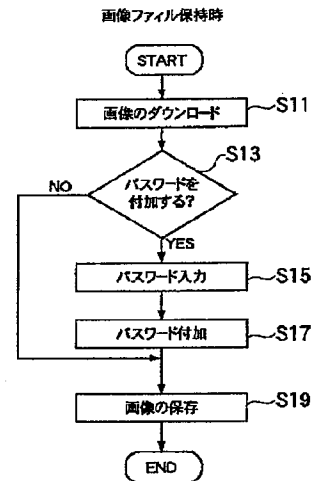 画像ファイル保持時
START
画像のダウンロード
S11
S13
パスワードを
付加する?
NO
YES
パスワード入力
S15
パスワード付加
S17
画像の保存
S19
END